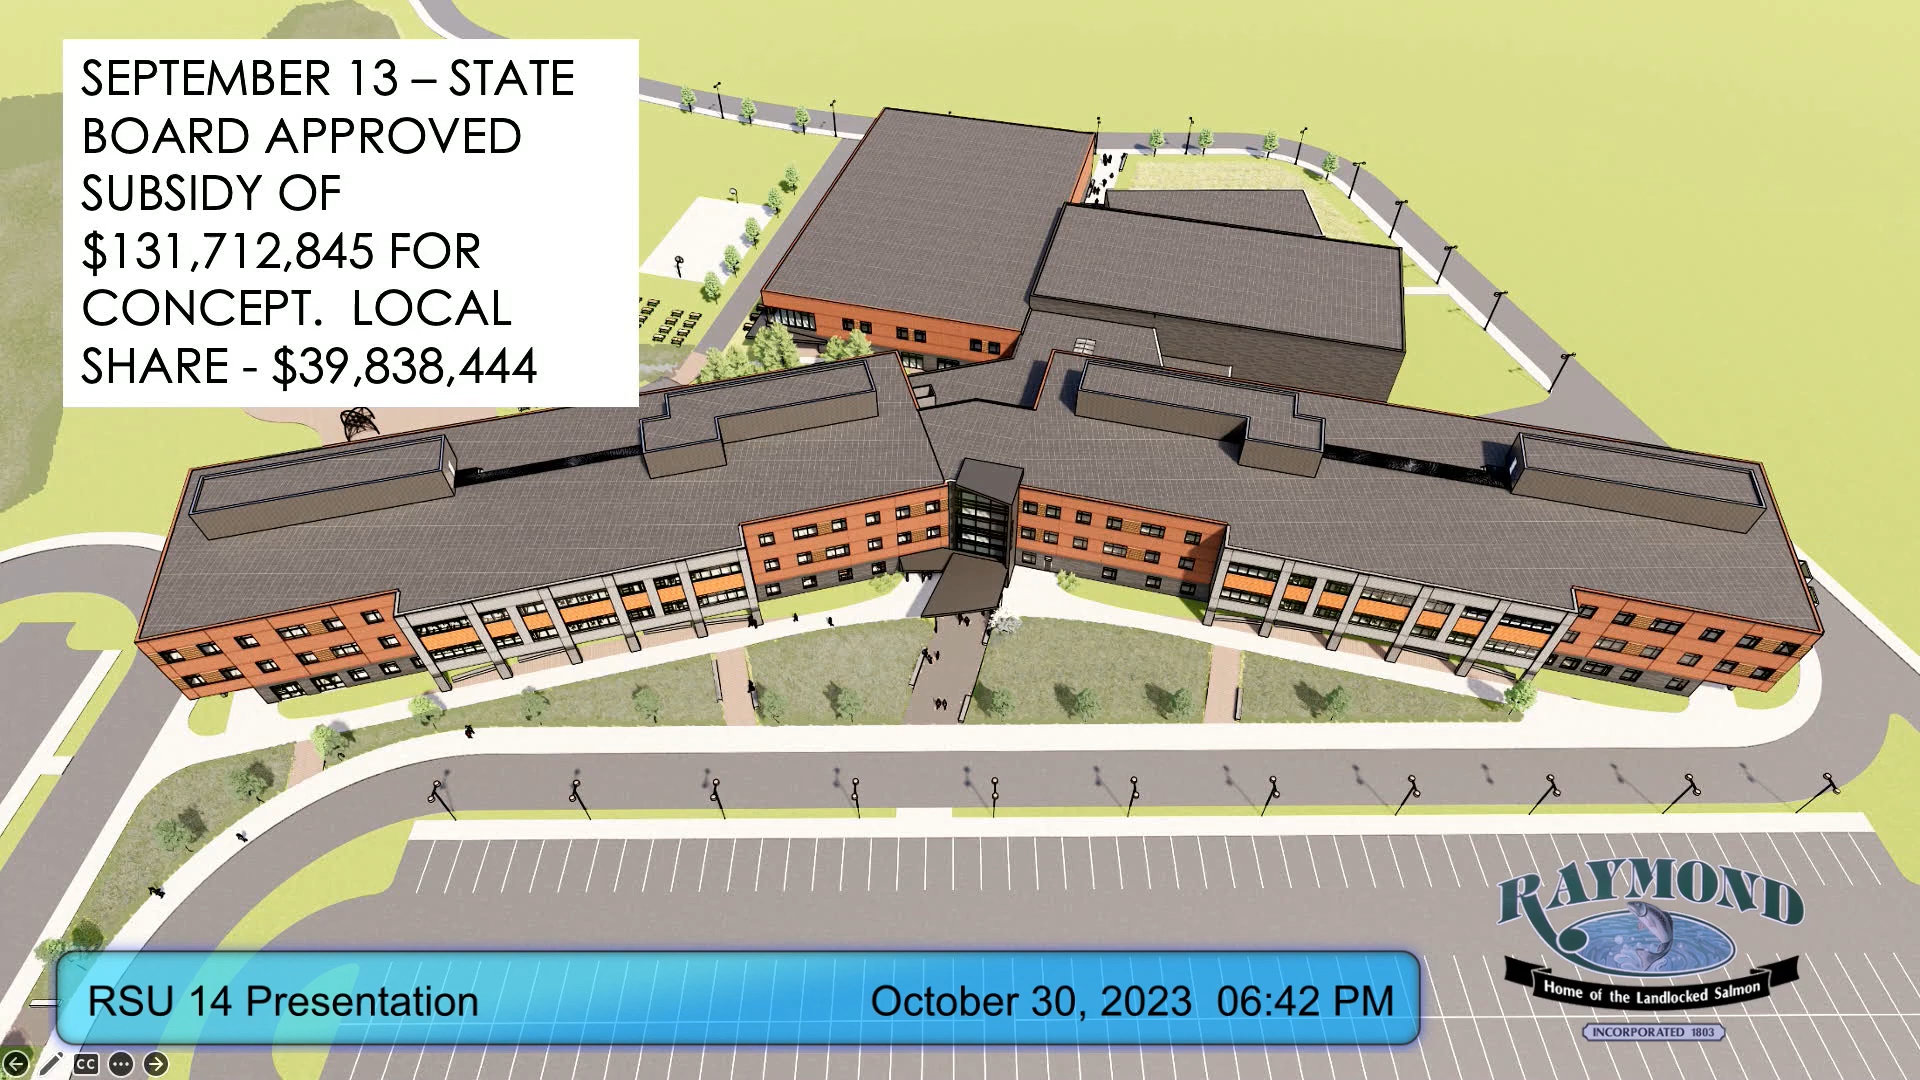 SEPTEMBER 13 – STATE
BOARD APPROVED
SUBSIDY OF
$131,712,845 FOR
CONCEPT.  LOCAL
SHARE - $39,838,444
RAYMOND
Home of the Landlocked Salmon
INCORPORATED 1803
RSU 14 Presentation
October 30, 2023  06:42 PM
CC